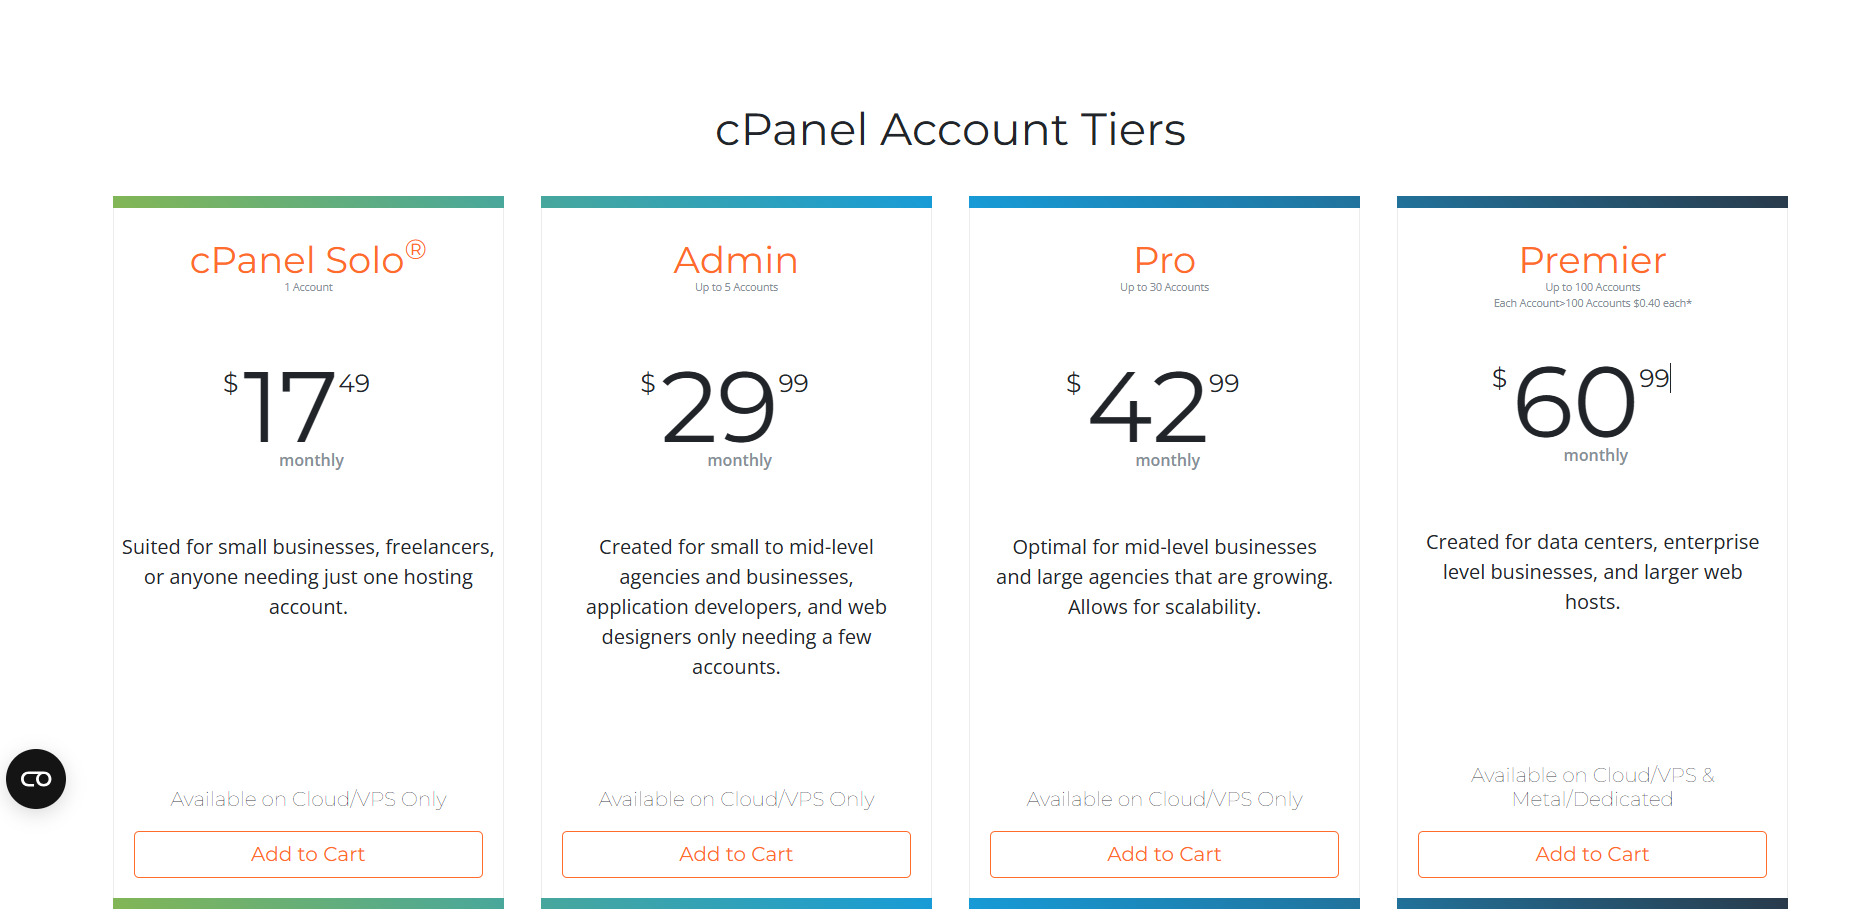 cPanel Account Tiers
cPanel Solo®
1 Account
$17 49
monthly
Suited for small businesses, freelancers,
or anyone needing just one hosting
account.
Available on Cloud/VPS Only
Add to Cart
Admin
Up to 5 Accounts
$29 99
monthly
Created for small to mid-level
agencies and businesses,
application developers, and web
designers only needing a few
accounts.
Available on Cloud/VPS Only
Add to Cart
Pro
Up to 30 Accounts
$42 99
monthly
Optimal for mid-level businesses
and large agencies that are growing.
Allows for scalability.
Available on Cloud/VPS Only
Add to Cart
Premier
Up to 100 Accounts
Each Account>100 Accounts $0.40 each*
$60 99
monthly
Created for data centers, enterprise
level businesses, and larger web
hosts.
Available on Cloud/VPS &
Metal/Dedicated
Add to Cart